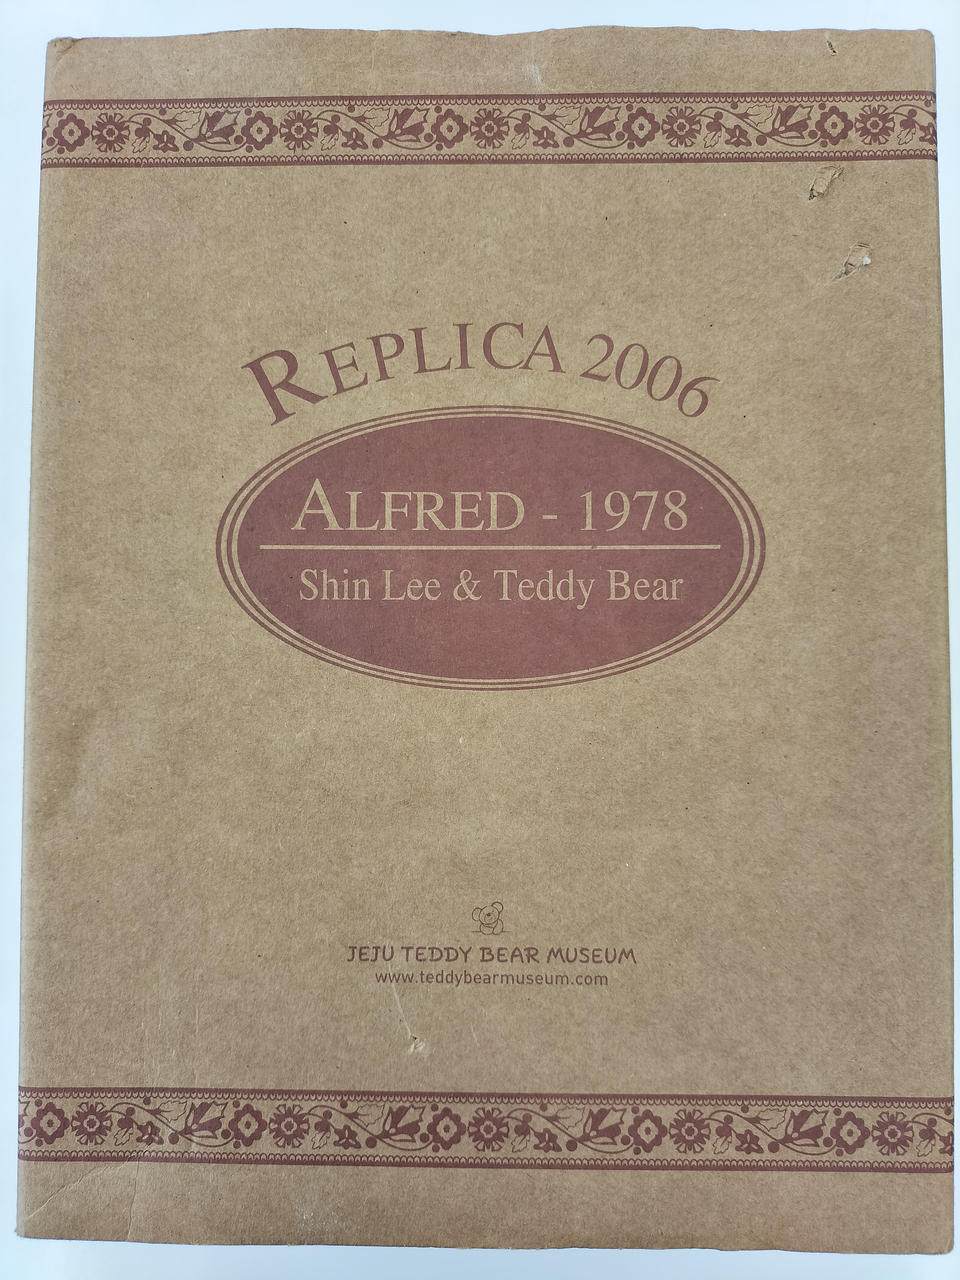 REPLICA 2006
ALFRED - 1978
Shin Lee & Teddy Bear
JEJU TEDDY BEAR MUSEUM
www.teddybearmuseum.com